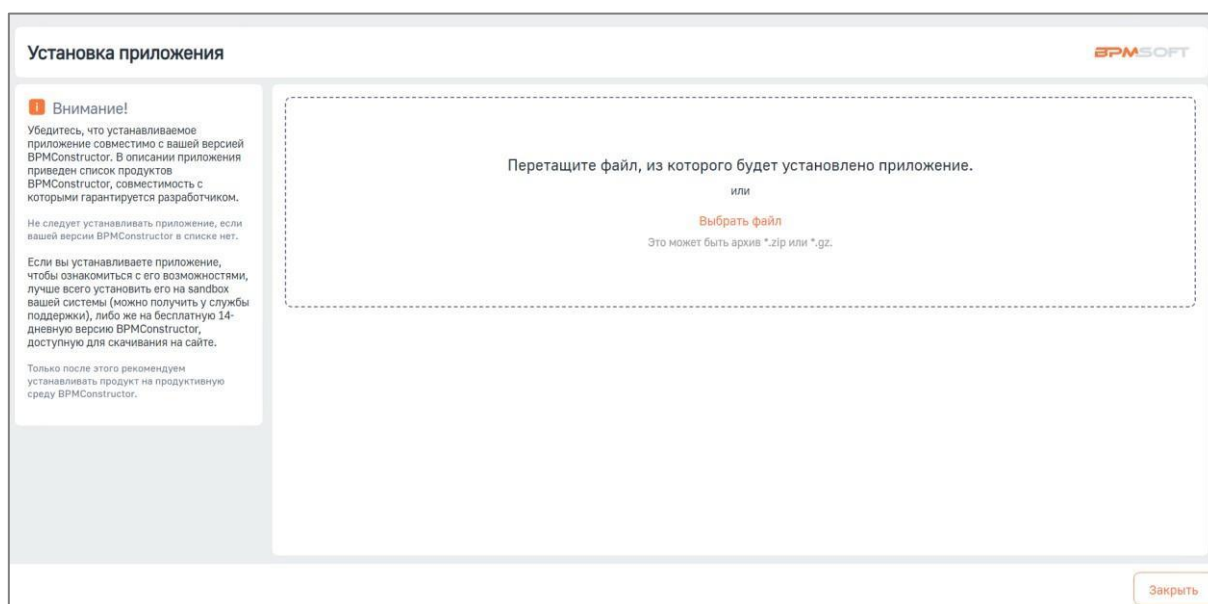 Установка приложения
BPMSOFT
Внимание!
Убедитесь, что устанавливаемое
приложение совместимо с вашей версией
BPMConstructor. В описании приложения
приведен список продуктов
BPMConstructor, совместимость с
которыми гарантируется разработчиком.
Не следует устанавливать приложение, если
вашей версии BPMConstructor в списке нет.
Если вы устанавливаете приложение,
чтобы ознакомиться с его возможностями,
лучше всего установить его на sandbox
вашей системы (можно получить у службы
поддержки), либо же на бесплатную 14-
дневную версию BPMConstructor,
доступную для скачивания на сайте.
Только после этого рекомендуем
устанавливать продукт на продуктивную
среду BPMConstructor.
Перетащите файл, из которого будет установлено приложение.
или
Выбрать файл
Это может быть архив *.zip или *.gz.
Закрыть